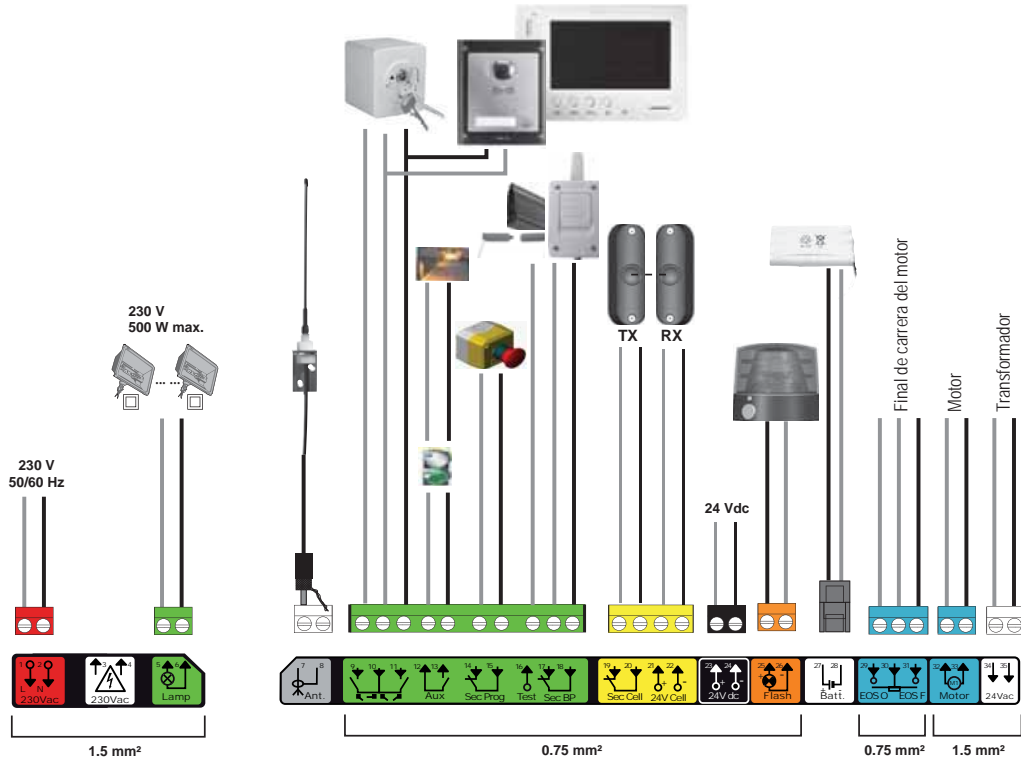 TX RX
230 V
500 W max.
... ...
Final de carrera del motor
Motor
Transformador
230 V
50/60 Hz
24 Vdc
1 2
L N
230Vac
3 4
230Vac
5 6
Lamp
7 8
Ant.
9 10 11
12 13
Aux
14 15
Sec Prog
16
Test
17 18
Sec BP
19 20
Sec Cell
21 22
+ -
24V Cell
23 24
+ -
24V dc
25 26
+ -
Flash
27 28
+
Batt.
29 30 31
EOS O EOS F
32 33
M1
Motor
34 35
24Vac
1.5 mm²
0.75 mm²
0.75 mm²
1.5 mm²